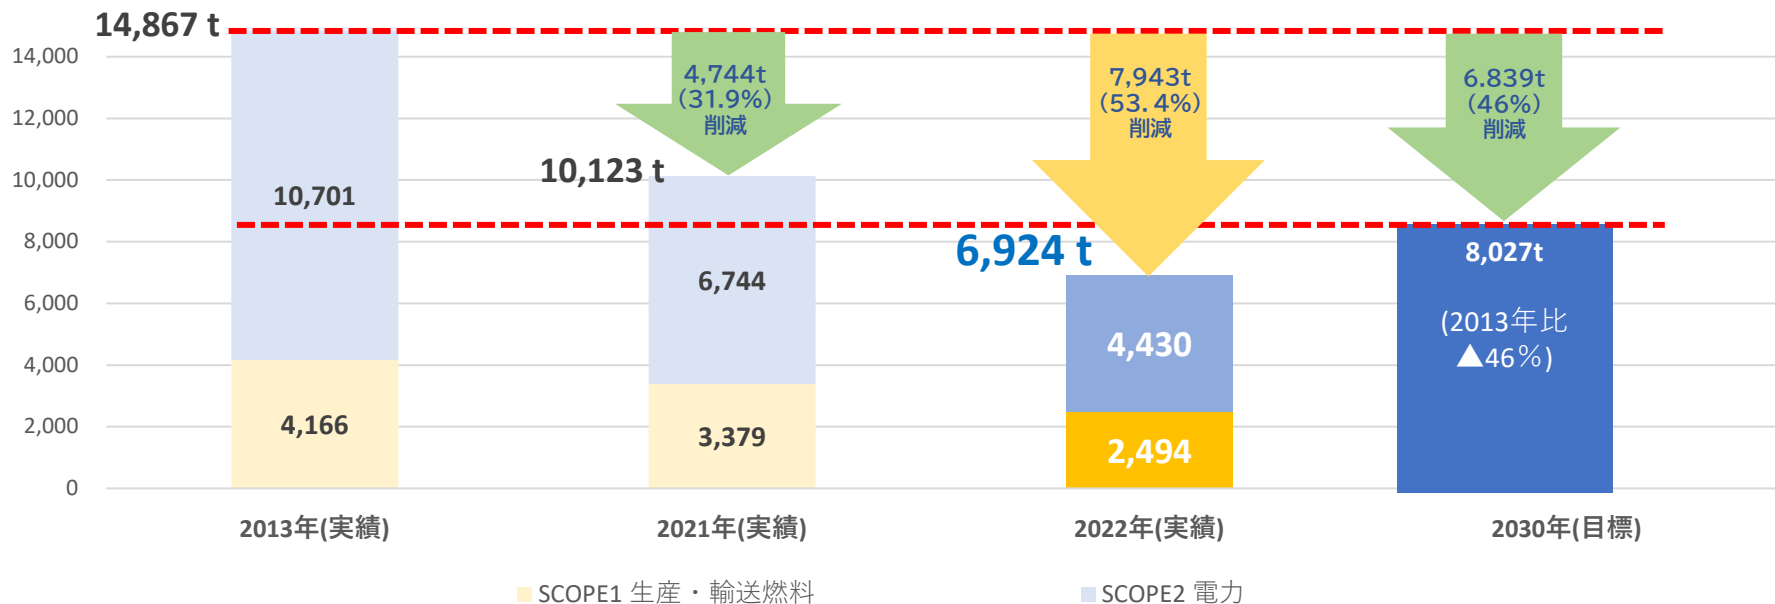 14,867 t
14,000
12,000
10,000
8,000
6,000
4,000
2,000
0
10,701
4,166
4,744t
(31.9%)
削減
10,123 t
6,744
3,379
7,943t
(53.4%)
削減
6,924 t
4,430
2,494
6.839t
(46%)
削減
8,027t
(2013年比
▲46%)
2013年(実績)
2021年(実績)
2022年(実績)
2030年(目標)
SCOPE1 生産・輸送燃料
SCOPE2 電力